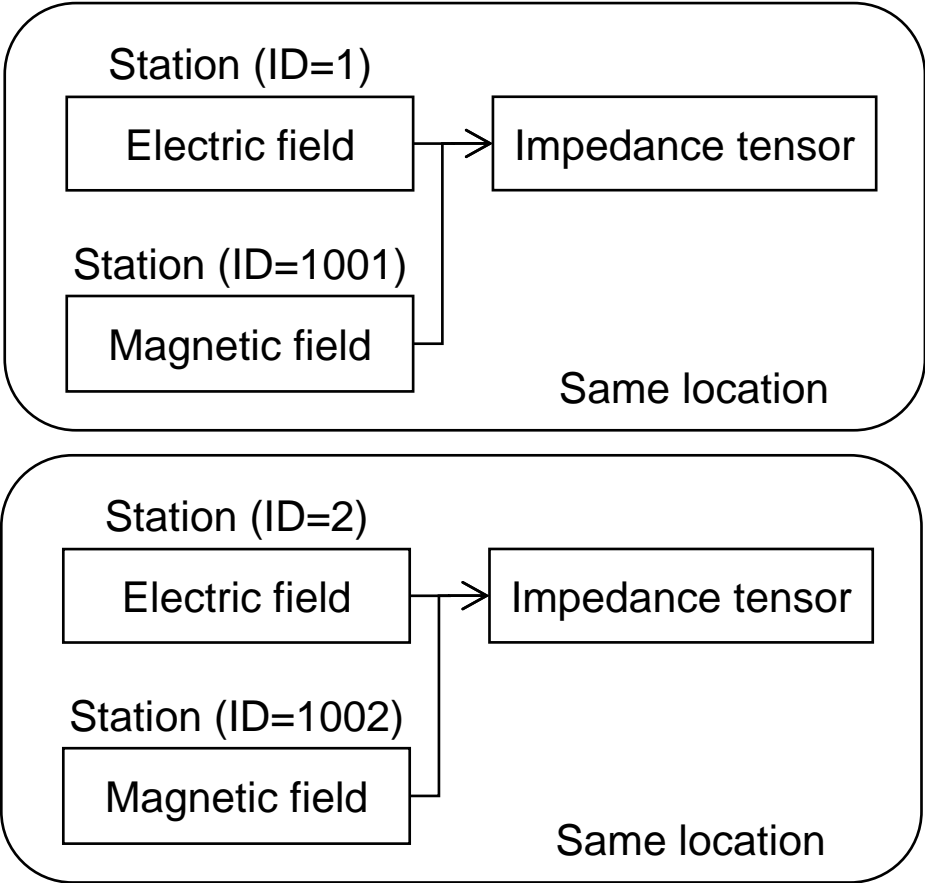 Station (ID=1)
Electric field
Impedance tensor
Station (ID=1001)
Magnetic field
Same location
Station (ID=2)
Electric field
Impedance tensor
Station (ID=1002)
Magnetic field
Same location